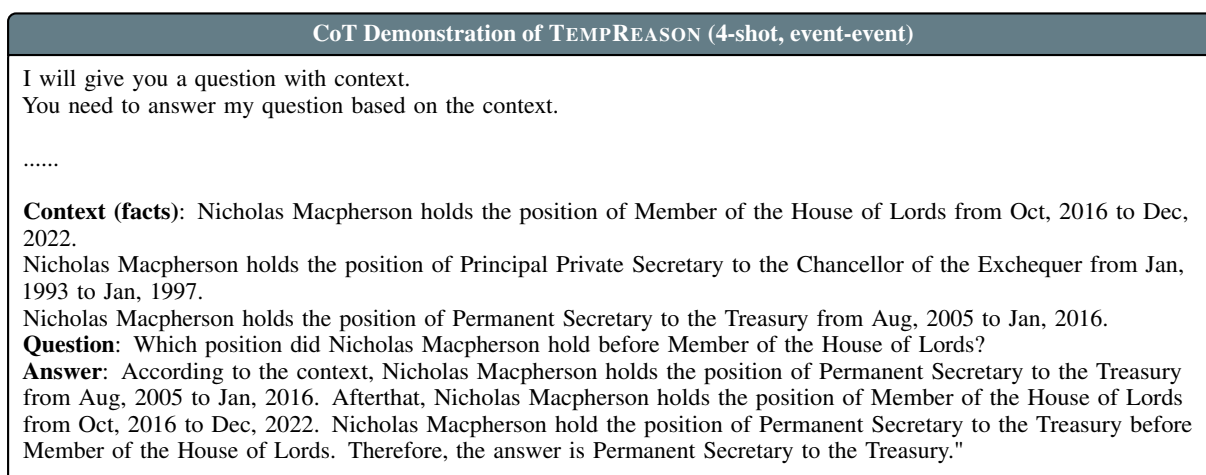 CoT Demonstration of TEMPREASON (4-shot, event-event)
I will give you a question with context.
You need to answer my question based on the context.
......
Context (facts): Nicholas Macpherson holds the position of Member of the House of Lords from Oct, 2016 to Dec,
2022.
Nicholas Macpherson holds the position of Principal Private Secretary to the Chancellor of the Exchequer from Jan,
1993 to Jan, 1997.
Nicholas Macpherson holds the position of Permanent Secretary to the Treasury from Aug, 2005 to Jan, 2016.
Question: Which position did Nicholas Macpherson hold before Member of the House of Lords?
Answer: According to the context, Nicholas Macpherson holds the position of Permanent Secretary to the Treasury
from Aug, 2005 to Jan, 2016. Afterthat, Nicholas Macpherson holds the position of Member of the House of Lords
from Oct, 2016 to Dec, 2022. Nicholas Macpherson hold the position of Permanent Secretary to the Treasury before
Member of the House of Lords. Therefore, the answer is Permanent Secretary to the Treasury."